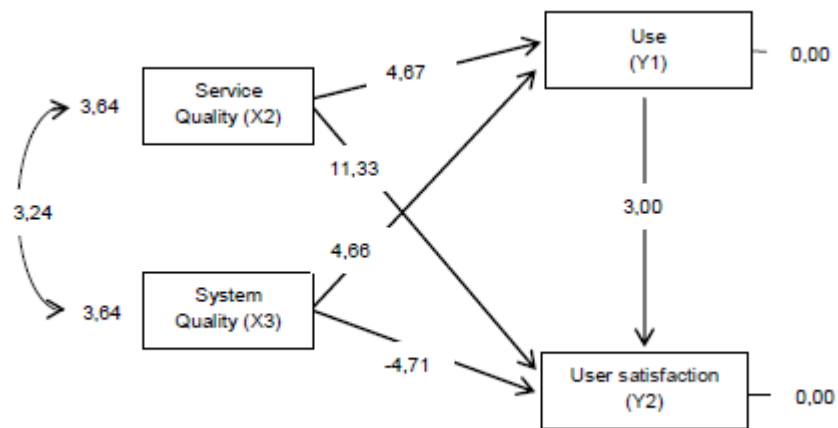 Use
(Y1)
0,00
4,67
Service
Quality (X2)
3,64
11,33
3,24
3,00
4,66
System
Quality (X3)
3,64
-4,71
User satisfaction
(Y2)
0,00